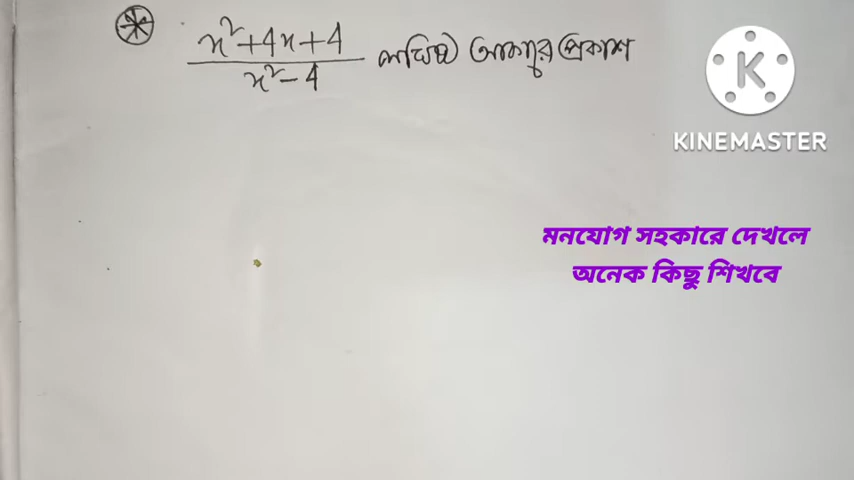 x²+4x+4
x²-4
লঘিষ্ঠ আকারে প্রকাশ
KINEMASTER
মনযোগ সহকারে দেখলে
অনেক কিছু শিখবে